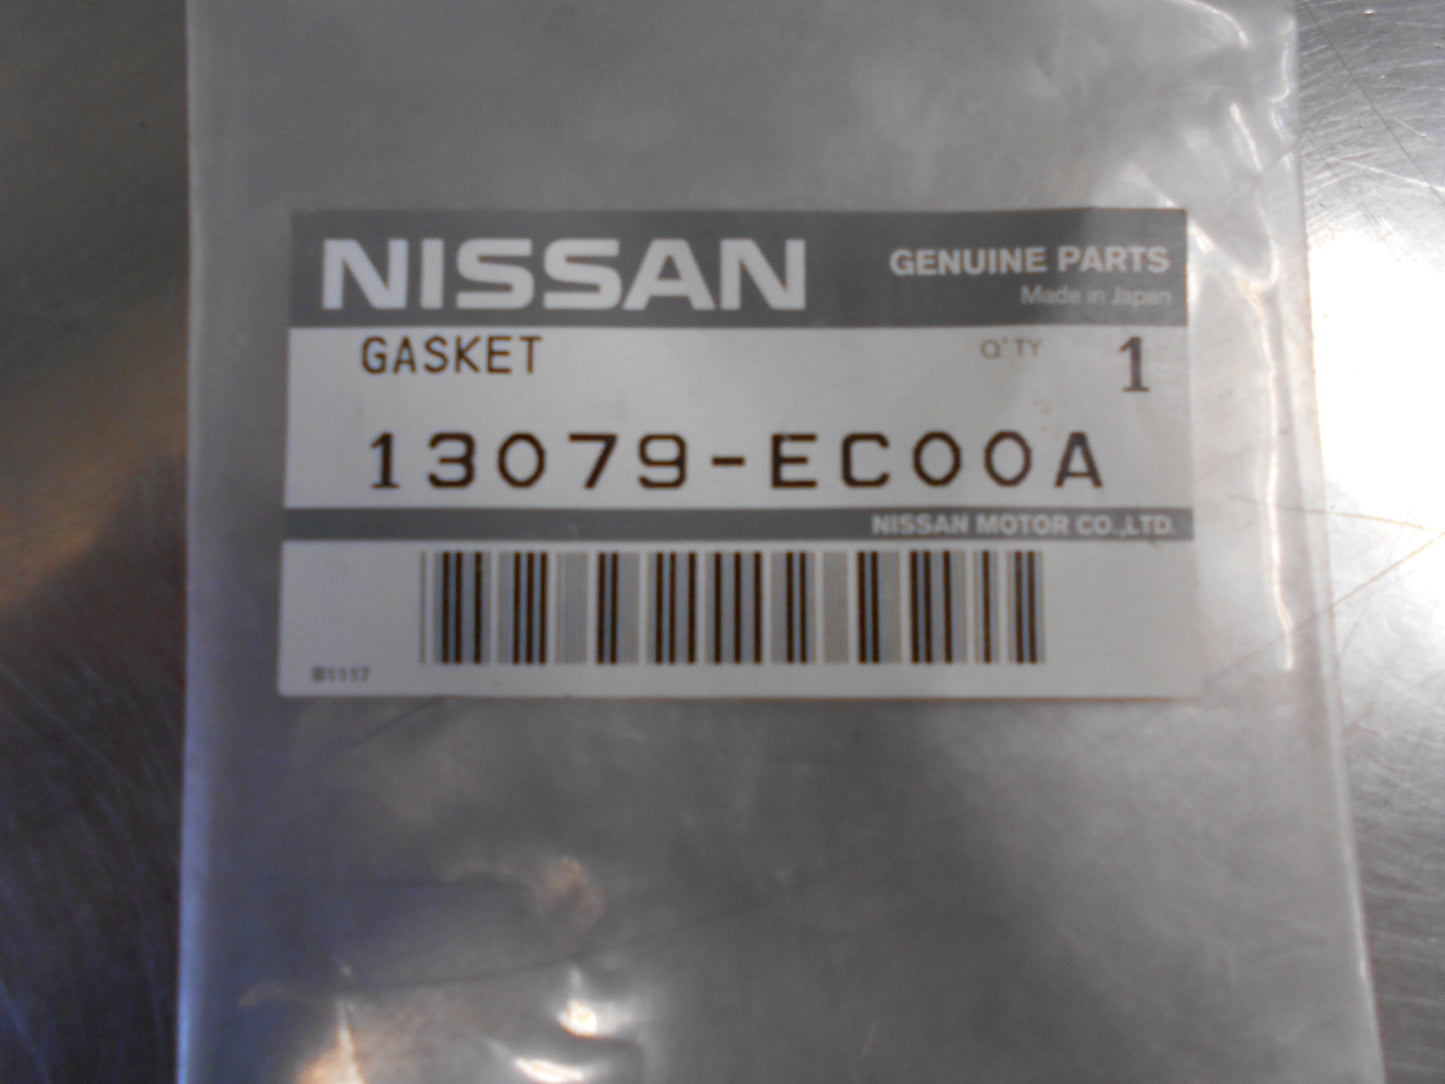 NISSAN GENUINE PARTS
Made in Japan
GASKET Q'TY 1
13079-EC00A
NISSAN MOTOR CO.,LTD.
B1117